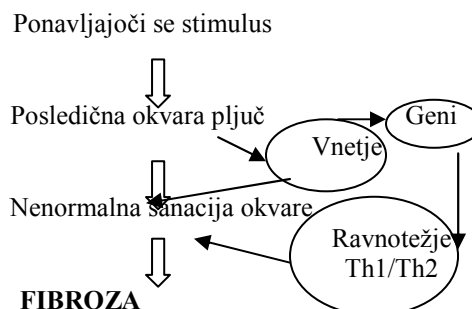 Ponavljajoči se stimulus
Posledična okvara pljuč
Geni
Vnetje
Nenormalna sanacija okvare
Ravnotežje
Th1/Th2
FIBROZA